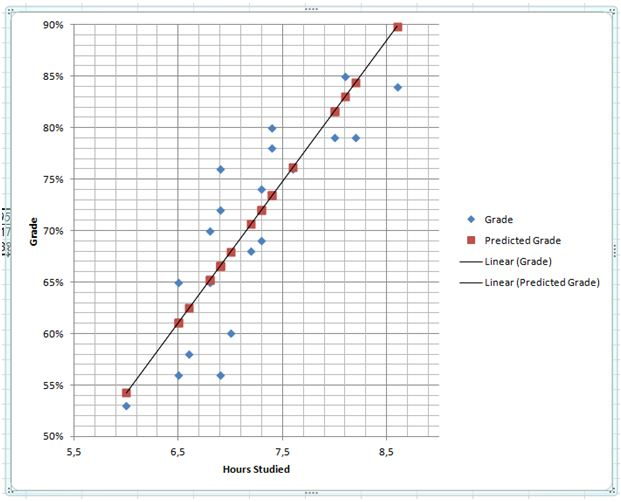 90%
85%
80%
75%
70%
65%
60%
55%
50%
Grade
5,5 6,5 7,5 8,5
Hours Studied
Grade
Predicted Grade
Linear (Grade)
Linear (Predicted Grade)